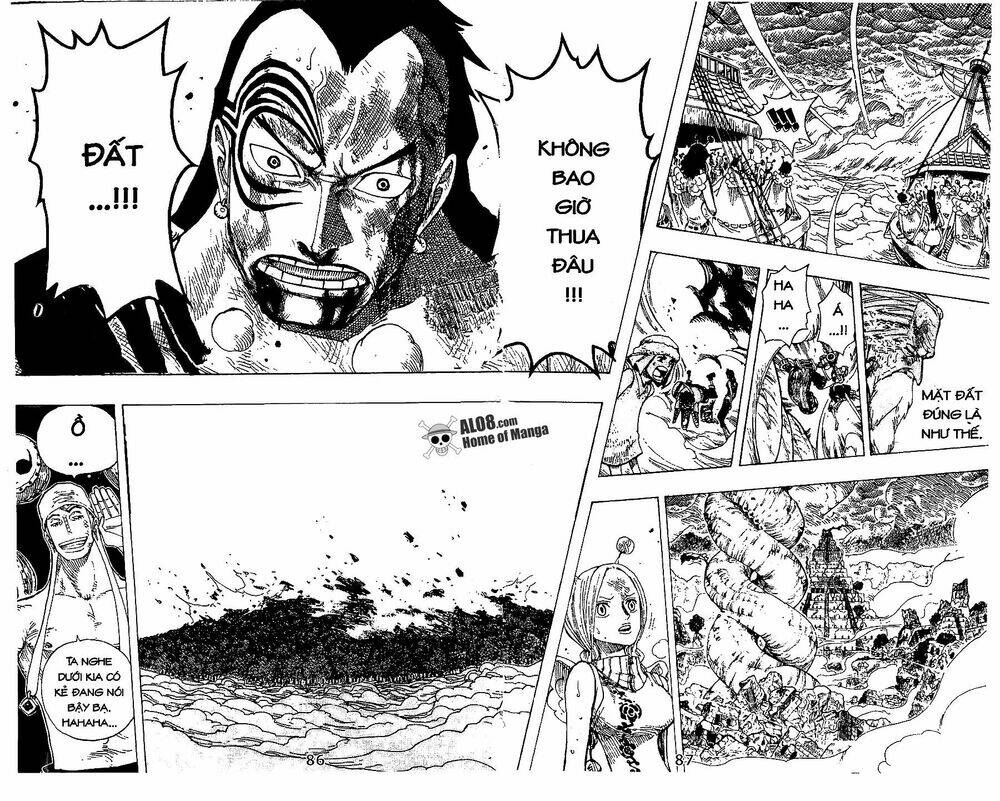 !!!
MẶT ĐẤT
ĐÚNG LÀ
NHƯ THẾ.
Á
...!!
HA
HA
...
KHÔNG
BAO
GIỜ
THUA
ĐÂU
!!!
ĐẤT
...!!!
ALO8.com
Home of Manga
Ồ
...
TA NGHE
DƯỚI KIA CÓ
KẺ ĐANG NÓI
BẬY BẠ.
HAHAHA...
86
87